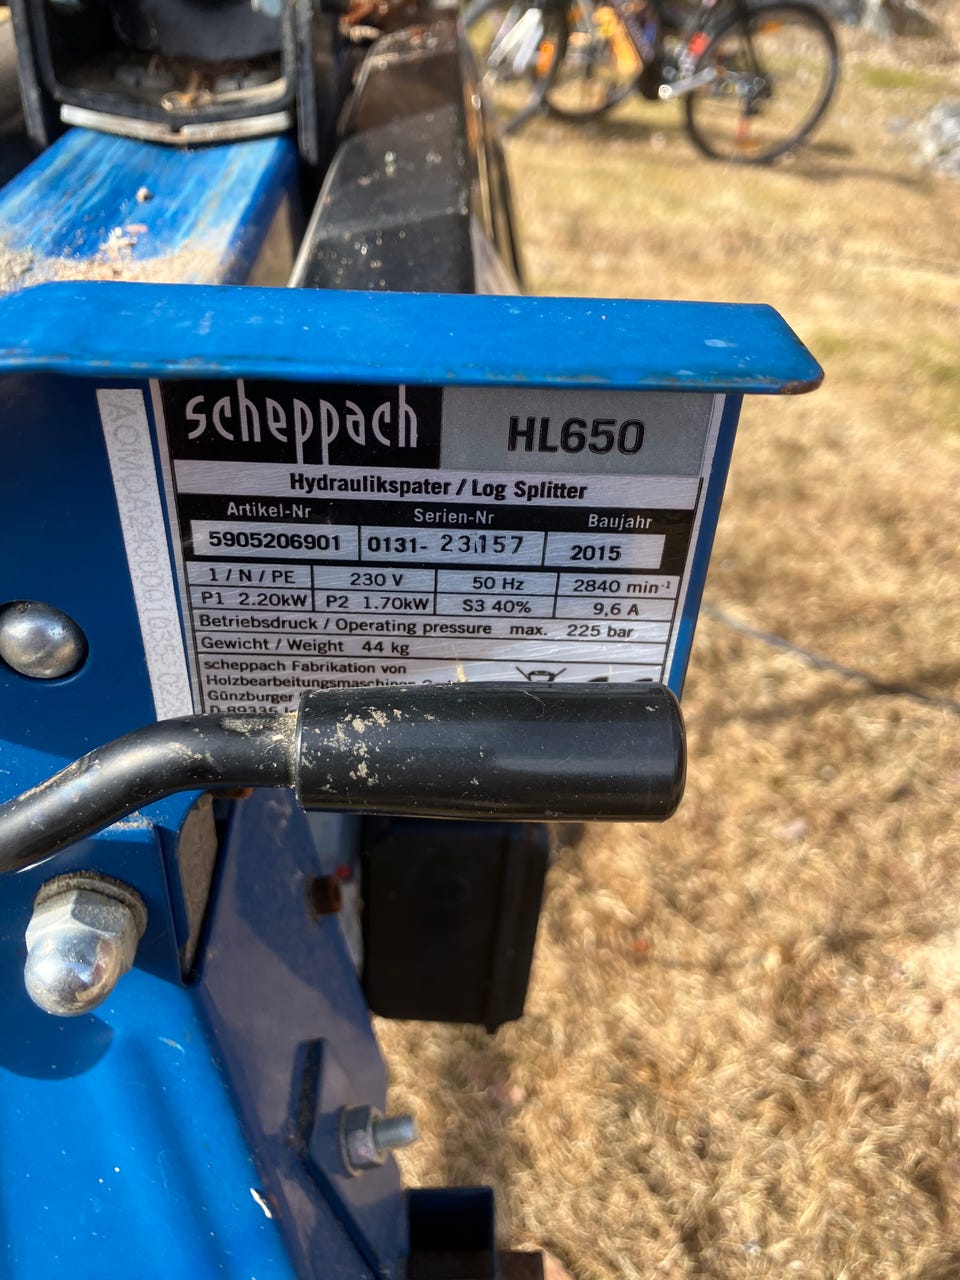 scheppach
HL650
Hydraulikspater / Log Splitter
Artikel-Nr Serien-Nr Baujahr
5905206901 0131- 23157 2015
1 / N / PE 230 V 50 Hz 2840 min⁻¹
P1 2.20kW P2 1.70kW S3 40% 9,6 A
Betriebsdruck / Operating pressure max. 225 bar
Gewicht / Weight 44 kg
scheppach Fabrikation von
Holzbearbeitungsmaschinen
Günzburger